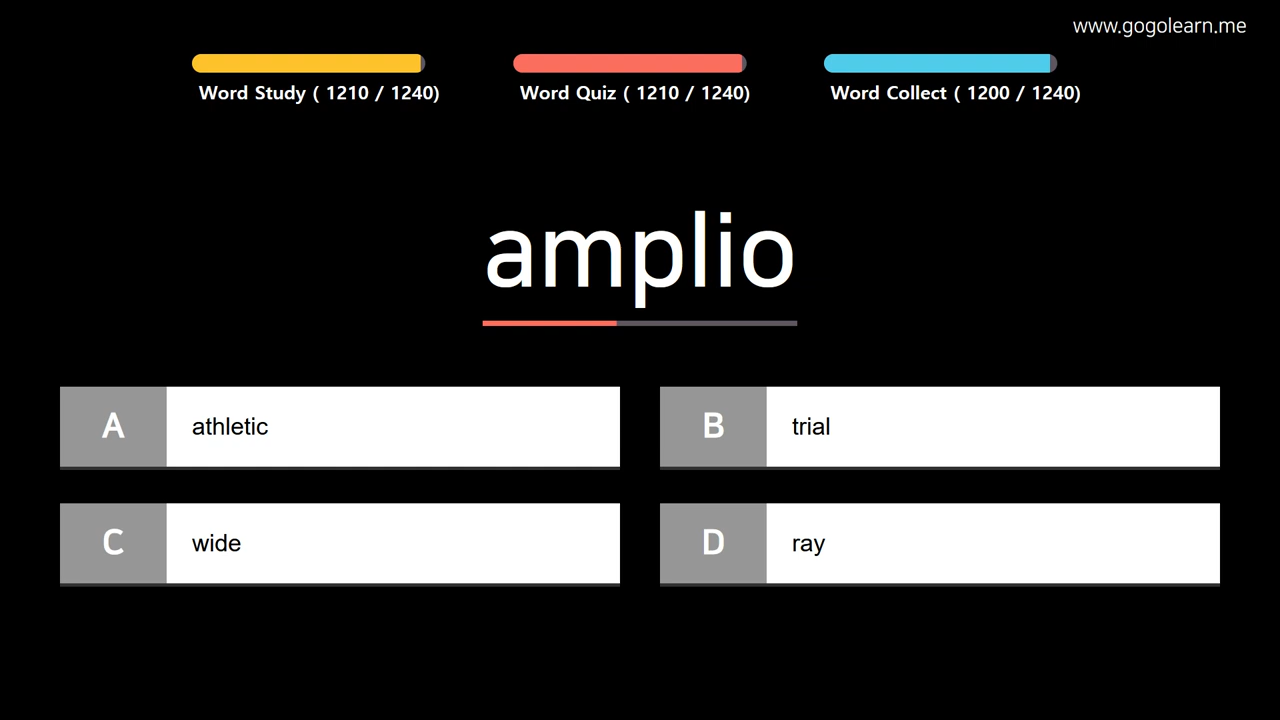 www.gogolearn.me
Word Study ( 1210 / 1240)
Word Quiz ( 1210 / 1240)
Word Collect ( 1200 / 1240)
amplio
A athletic
B trial
C wide
D ray